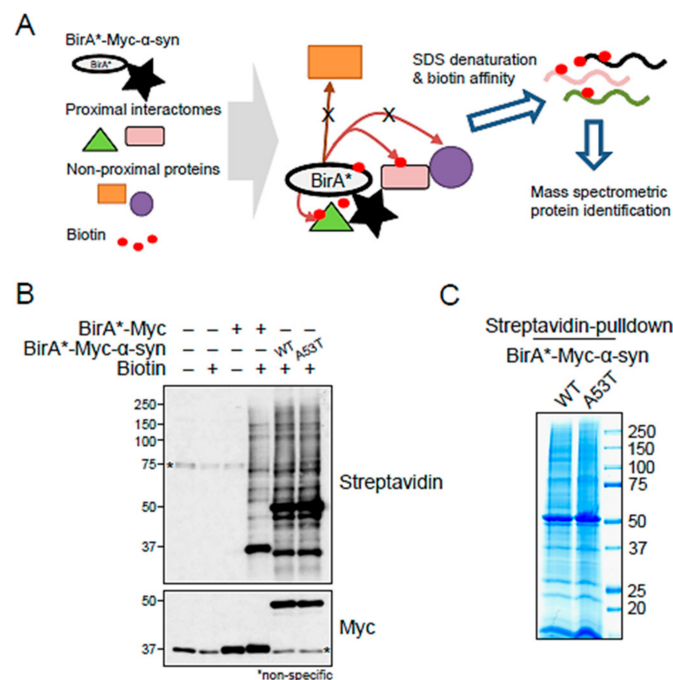 A
BirA*-Myc-α-syn
BirA*
Proximal interactomes
Non-proximal proteins
Biotin
X
X
BirA*
SDS denaturation
& biotin affinity
Mass spectrometric
protein identification
B
BirA*-Myc – – + + – –
BirA*-Myc-α-syn – – – – WT A53T
Biotin – + – + + +
250
150
100
*75
50
37
Streptavidin
50
37
Myc
*
*non-specific
C
Streptavidin-pulldown
BirA*-Myc-α-syn
WT A53T
250
150
100
75
50
37
25
20